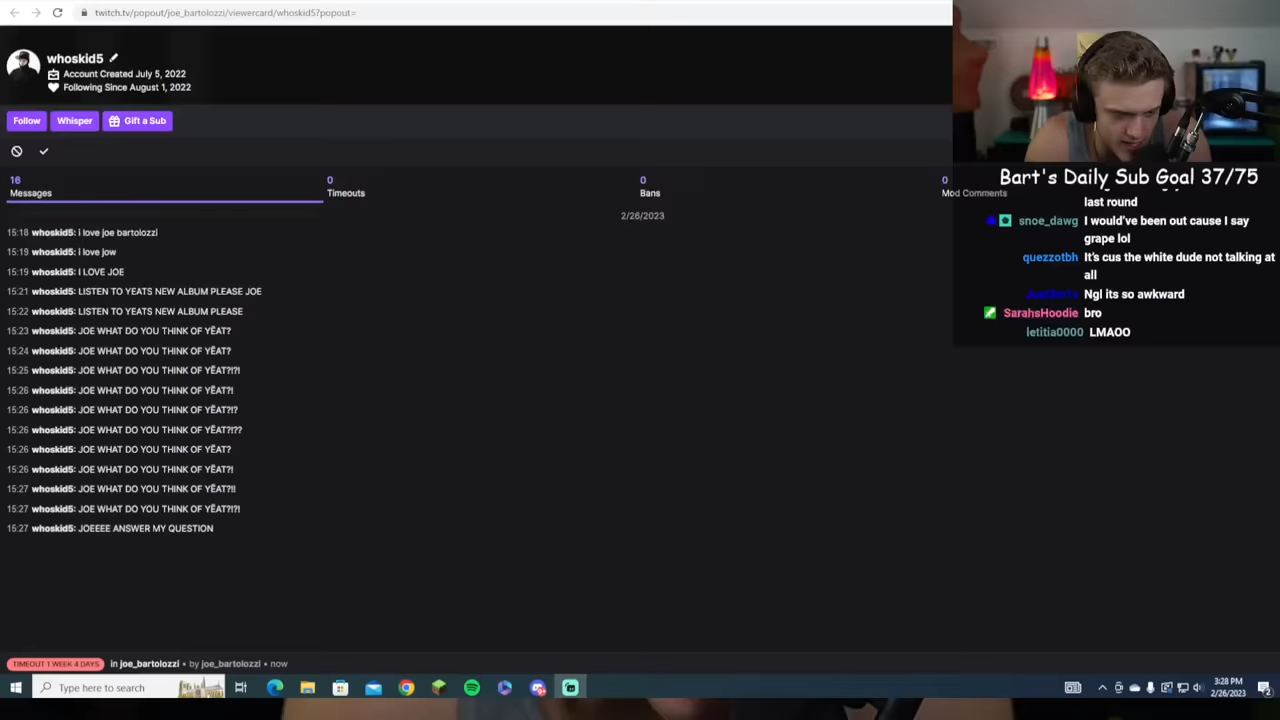 twitch.tv/popout/joe_bartolozzi/viewercard/whoskid5?popout=
whoskid5
Account Created July 5, 2022
Following Since August 1, 2022
Follow Whisper Gift a Sub
16 0 0 0
Messages Timeouts Bans Mod Comments
2/26/2023
15:18 whoskid5: i love joe bartolozzi
15:19 whoskid5: i love jow
15:19 whoskid5: I LOVE JOE
15:21 whoskid5: LISTEN TO YEATS NEW ALBUM PLEASE JOE
15:22 whoskid5: LISTEN TO YEATS NEW ALBUM PLEASE
15:23 whoskid5: JOE WHAT DO YOU THINK OF YËAT?
15:24 whoskid5: JOE WHAT DO YOU THINK OF YËAT?
15:25 whoskid5: JOE WHAT DO YOU THINK OF YËAT?!?!
15:26 whoskid5: JOE WHAT DO YOU THINK OF YËAT?!
15:26 whoskid5: JOE WHAT DO YOU THINK OF YËAT?!?
15:26 whoskid5: JOE WHAT DO YOU THINK OF YËAT?!??
15:26 whoskid5: JOE WHAT DO YOU THINK OF YËAT?
15:26 whoskid5: JOE WHAT DO YOU THINK OF YËAT?!
15:27 whoskid5: JOE WHAT DO YOU THINK OF YËAT?!!
15:27 whoskid5: JOE WHAT DO YOU THINK OF YËAT?!?!
15:27 whoskid5: JOEEEE ANSWER MY QUESTION
TIMEOUT 1 WEEK 4 DAYS in joe_bartolozzi • by joe_bartolozzi • now
Bart's Daily Sub Goal 37/75
last round
snoe_dawg I would've been out cause I say
grape lol
quezzotbh It's cus the white dude not talking at
all
Ngl its so awkward
SarahsHoodie bro
letitia0000 LMAOO
Type here to search
3:28 PM
2/26/2023
2